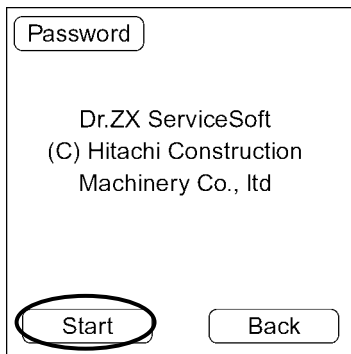 Password
Dr.ZX ServiceSoft
(C) Hitachi Construction
Machinery Co., ltd
Start Back